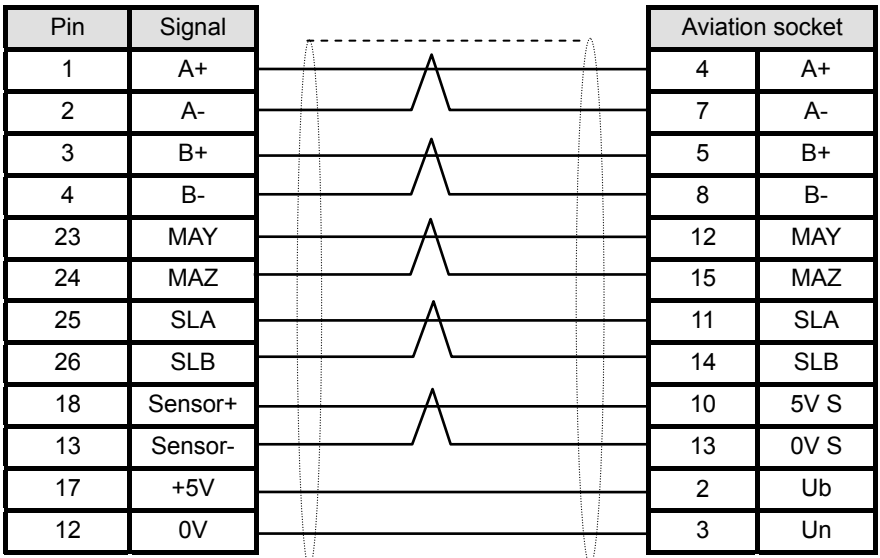 Pin Signal Aviation socket
1 A+ 4 A+
2 A- 7 A-
3 B+ 5 B+
4 B- 8 B-
23 MAY 12 MAY
24 MAZ 15 MAZ
25 SLA 11 SLA
26 SLB 14 SLB
18 Sensor+ 10 5V S
13 Sensor- 13 0V S
17 +5V 2 Ub
12 0V 3 Un